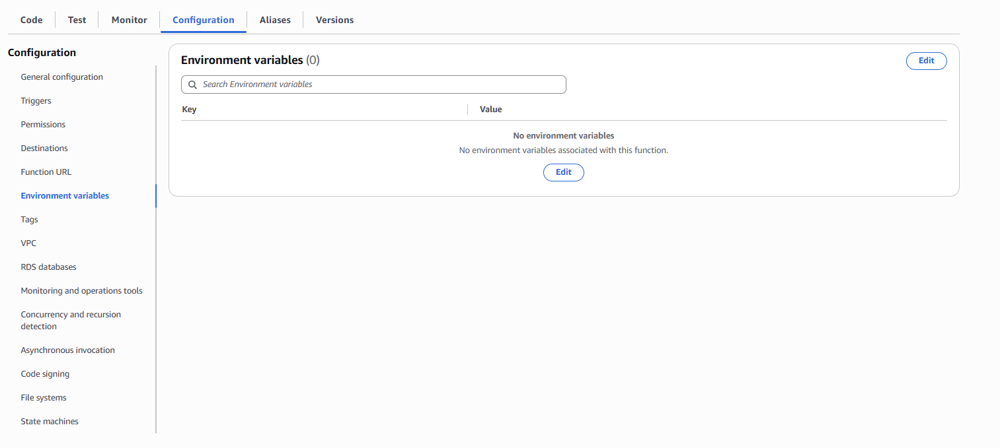 Code Test Monitor Configuration Aliases Versions
Configuration
General configuration
Triggers
Permissions
Destinations
Function URL
Environment variables
Tags
VPC
RDS databases
Monitoring and operations tools
Concurrency and recursion
detection
Asynchronous invocation
Code signing
File systems
State machines
Environment variables (0)
Edit
Search Environment variables
Key Value
No environment variables
No environment variables associated with this function.
Edit